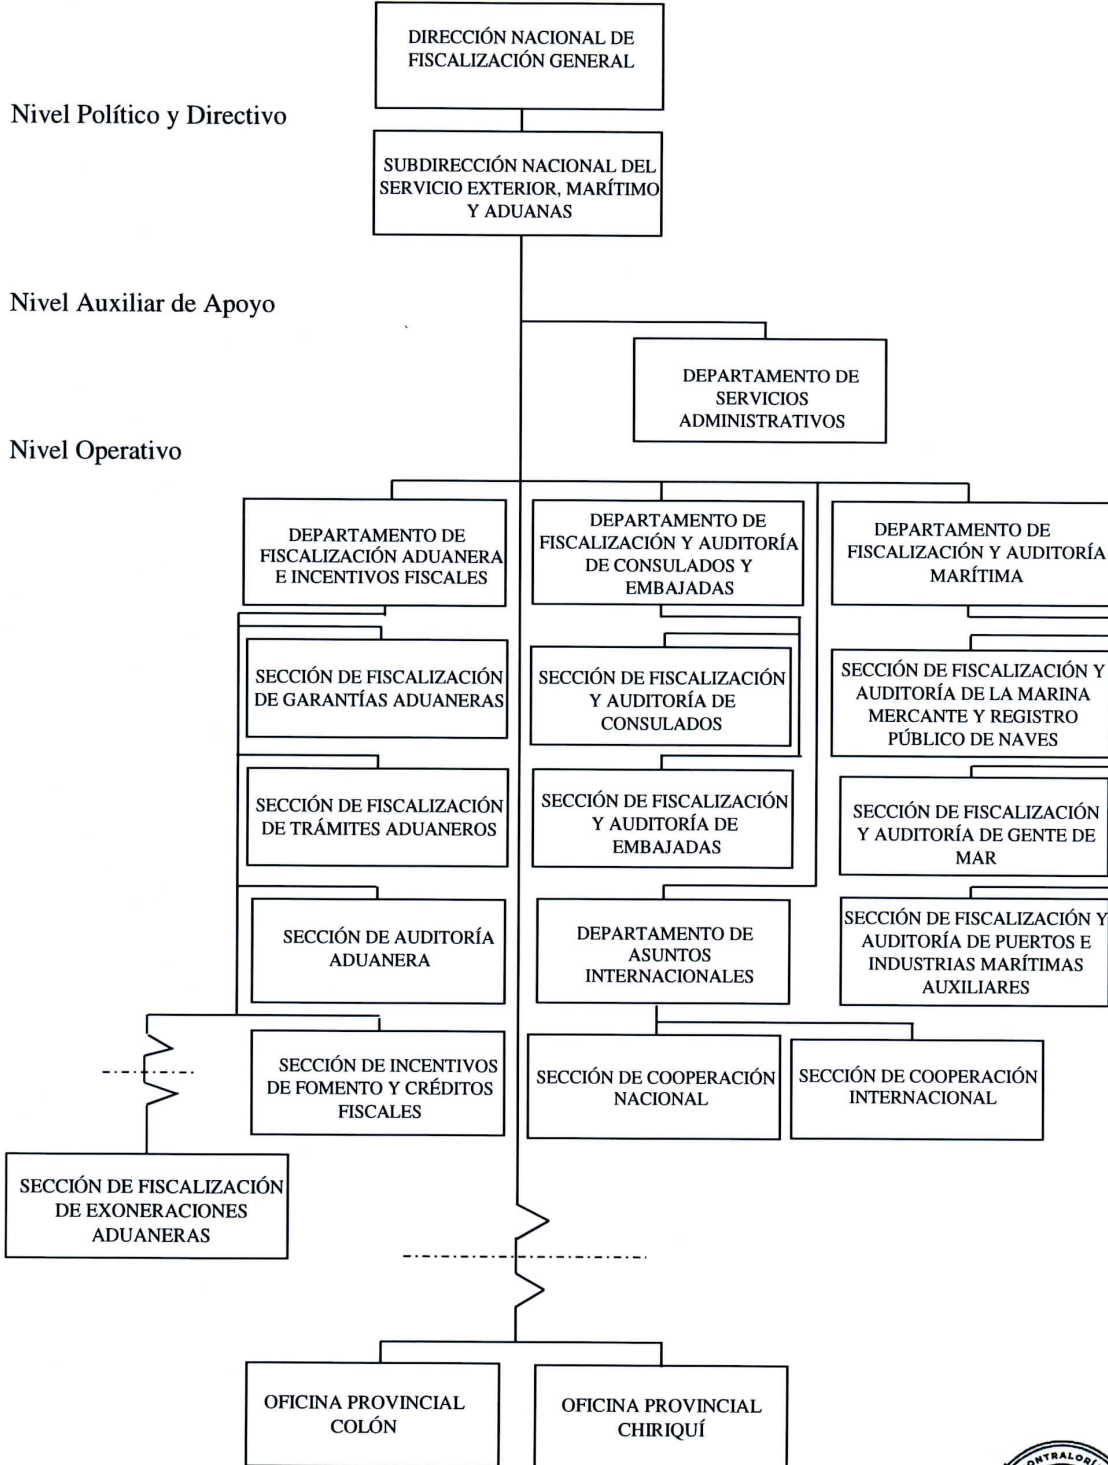 DIRECCIÓN NACIONAL DE
FISCALIZACIÓN GENERAL
Nivel Político y Directivo
SUBDIRECCIÓN NACIONAL DEL
SERVICIO EXTERIOR, MARÍTIMO
Y ADUANAS
Nivel Auxiliar de Apoyo
DEPARTAMENTO DE
SERVICIOS
ADMINISTRATIVOS
Nivel Operativo
DEPARTAMENTO DE
FISCALIZACIÓN ADUANERA
E INCENTIVOS FISCALES
DEPARTAMENTO DE
FISCALIZACIÓN Y AUDITORÍA
DE CONSULADOS Y
EMBAJADAS
DEPARTAMENTO DE
FISCALIZACIÓN Y AUDITORÍA
MARÍTIMA
SECCIÓN DE FISCALIZACIÓN
DE GARANTÍAS ADUANERAS
SECCIÓN DE FISCALIZACIÓN
Y AUDITORÍA DE
CONSULADOS
SECCIÓN DE FISCALIZACIÓN Y
AUDITORÍA DE LA MARINA
MERCANTE Y REGISTRO
PÚBLICO DE NAVES
SECCIÓN DE FISCALIZACIÓN
DE TRÁMITES ADUANEROS
SECCIÓN DE FISCALIZACIÓN
Y AUDITORÍA DE
EMBAJADAS
SECCIÓN DE FISCALIZACIÓN
Y AUDITORÍA DE GENTE DE
MAR
SECCIÓN DE AUDITORÍA
ADUANERA
DEPARTAMENTO DE
ASUNTOS
INTERNACIONALES
SECCIÓN DE FISCALIZACIÓN Y
AUDITORÍA DE PUERTOS E
INDUSTRIAS MARÍTIMAS
AUXILIARES
SECCIÓN DE INCENTIVOS
DE FOMENTO Y CRÉDITOS
FISCALES
SECCIÓN DE COOPERACIÓN
NACIONAL
SECCIÓN DE COOPERACIÓN
INTERNACIONAL
SECCIÓN DE FISCALIZACIÓN
DE EXONERACIONES
ADUANERAS
OFICINA PROVINCIAL
COLÓN
OFICINA PROVINCIAL
CHIRIQUÍ